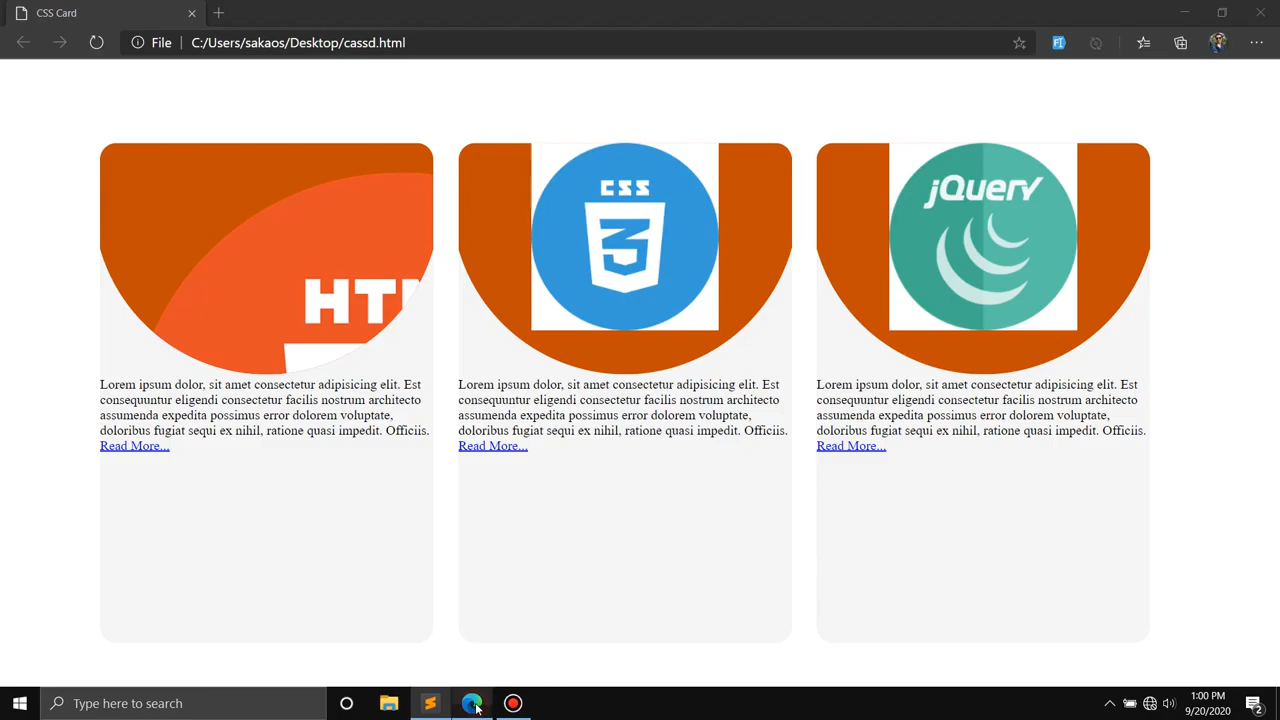 CSS Card
File
C:/Users/sakaos/Desktop/cassd.html
HT
CSS
jQuery
Lorem ipsum dolor, sit amet consectetur adipisicing elit. Est
consequuntur eligendi consectetur facilis nostrum architecto
assumenda expedita possimus error dolorem voluptate,
doloribus fugiat sequi ex nihil, ratione quasi impedit. Officiis.
Read More...
Lorem ipsum dolor, sit amet consectetur adipisicing elit. Est
consequuntur eligendi consectetur facilis nostrum architecto
assumenda expedita possimus error dolorem voluptate,
doloribus fugiat sequi ex nihil, ratione quasi impedit. Officiis.
Read More...
Lorem ipsum dolor, sit amet consectetur adipisicing elit. Est
consequuntur eligendi consectetur facilis nostrum architecto
assumenda expedita possimus error dolorem voluptate,
doloribus fugiat sequi ex nihil, ratione quasi impedit. Officiis.
Read More...
Type here to search
1:00 PM
9/20/2020
2